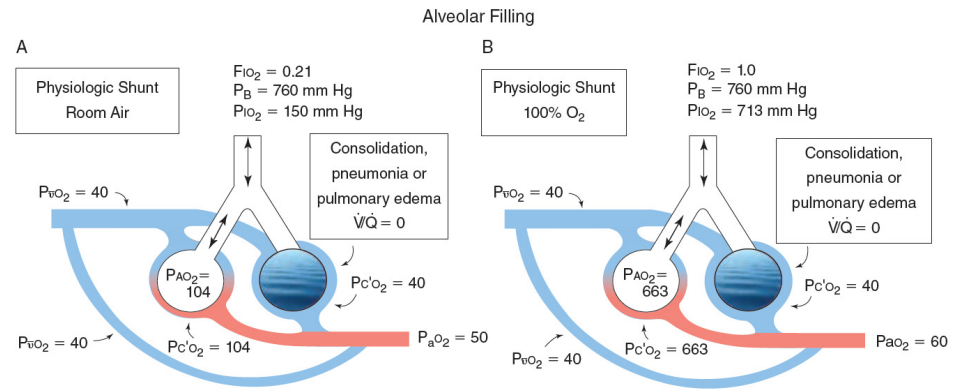 Alveolar Filling
A
Physiologic Shunt
Room Air
FIO₂ = 0.21
P_B = 760 mm Hg
PIO₂ = 150 mm Hg
Consolidation,
pneumonia or
pulmonary edema
V̇/Q̇ = 0
Pv̅O₂ = 40
PAO₂=
104
Pc'O₂ = 40
Pv̅O₂ = 40
Pc'O₂ = 104
PaO₂ = 50
B
Physiologic Shunt
100% O₂
FIO₂ = 1.0
P_B = 760 mm Hg
PIO₂ = 713 mm Hg
Consolidation,
pneumonia or
pulmonary edema
V̇/Q̇ = 0
Pv̅O₂ = 40
PAO₂=
663
Pc'O₂ = 40
Pv̅O₂ = 40
Pc'O₂ = 663
PaO₂ = 60